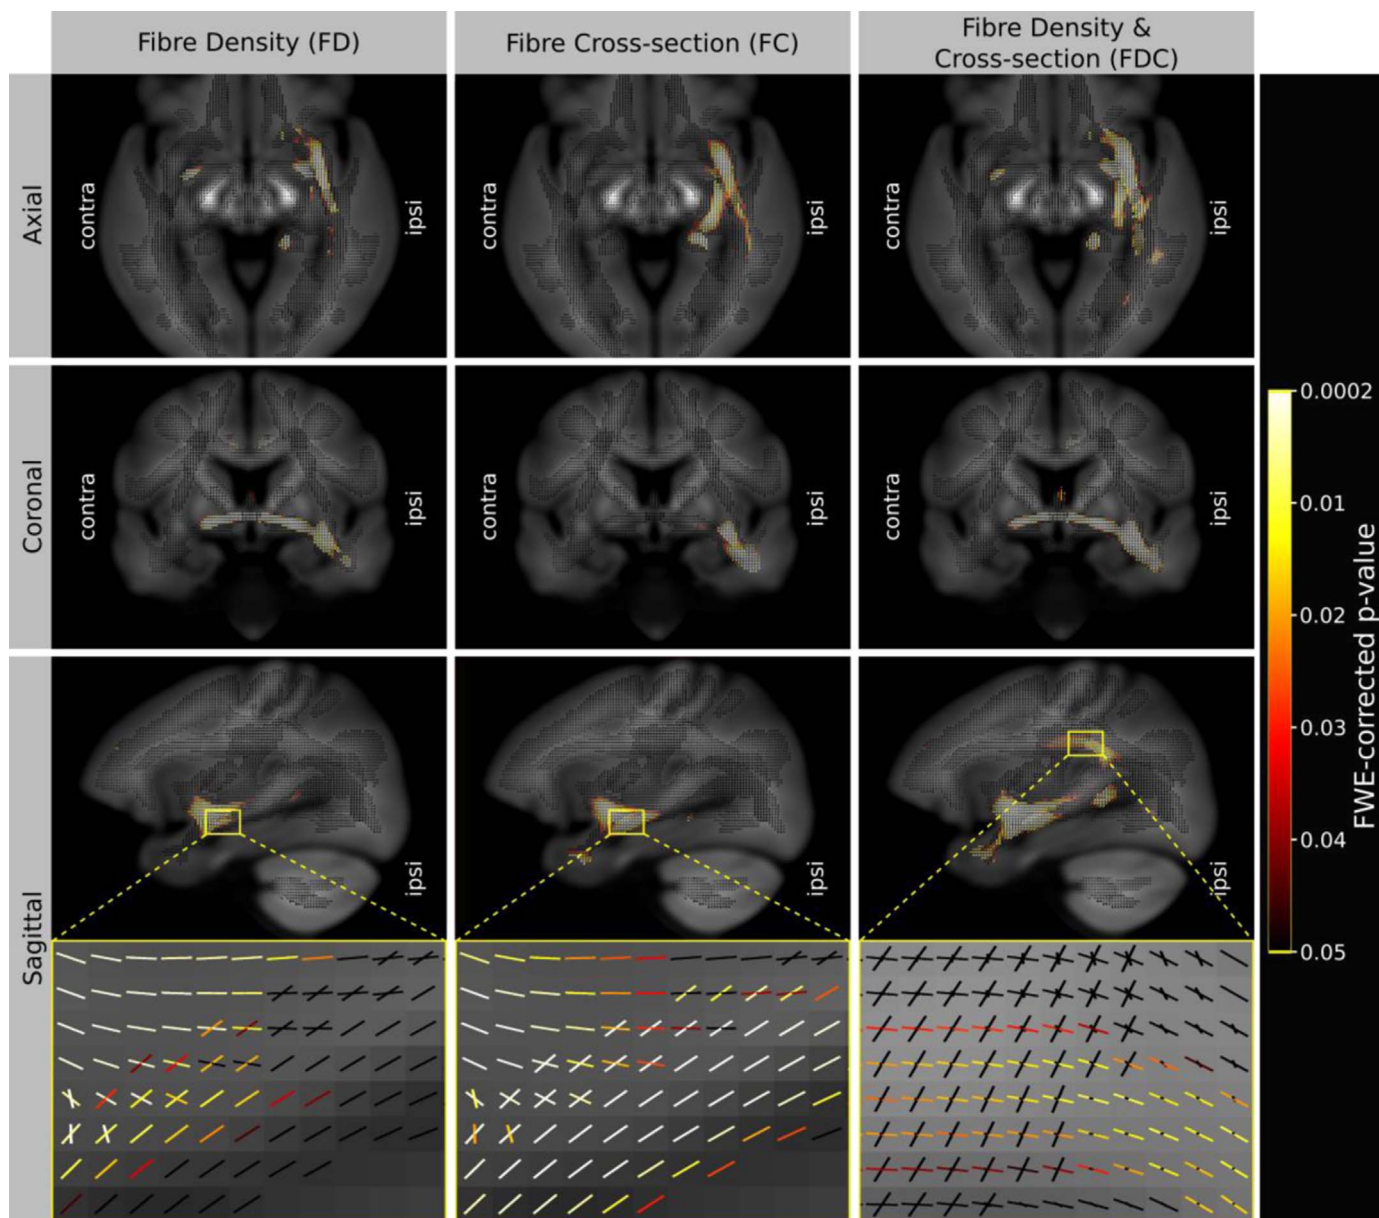 Fibre Density (FD)
Fibre Cross-section (FC)
Fibre Density &
Cross-section (FDC)
Axial
contra
ipsi
contra
ipsi
contra
ipsi
Coronal
contra
ipsi
contra
ipsi
contra
ipsi
Sagittal
ipsi
ipsi
ipsi
0.0002
0.01
0.02
0.03
0.04
0.05
FWE-corrected p-value